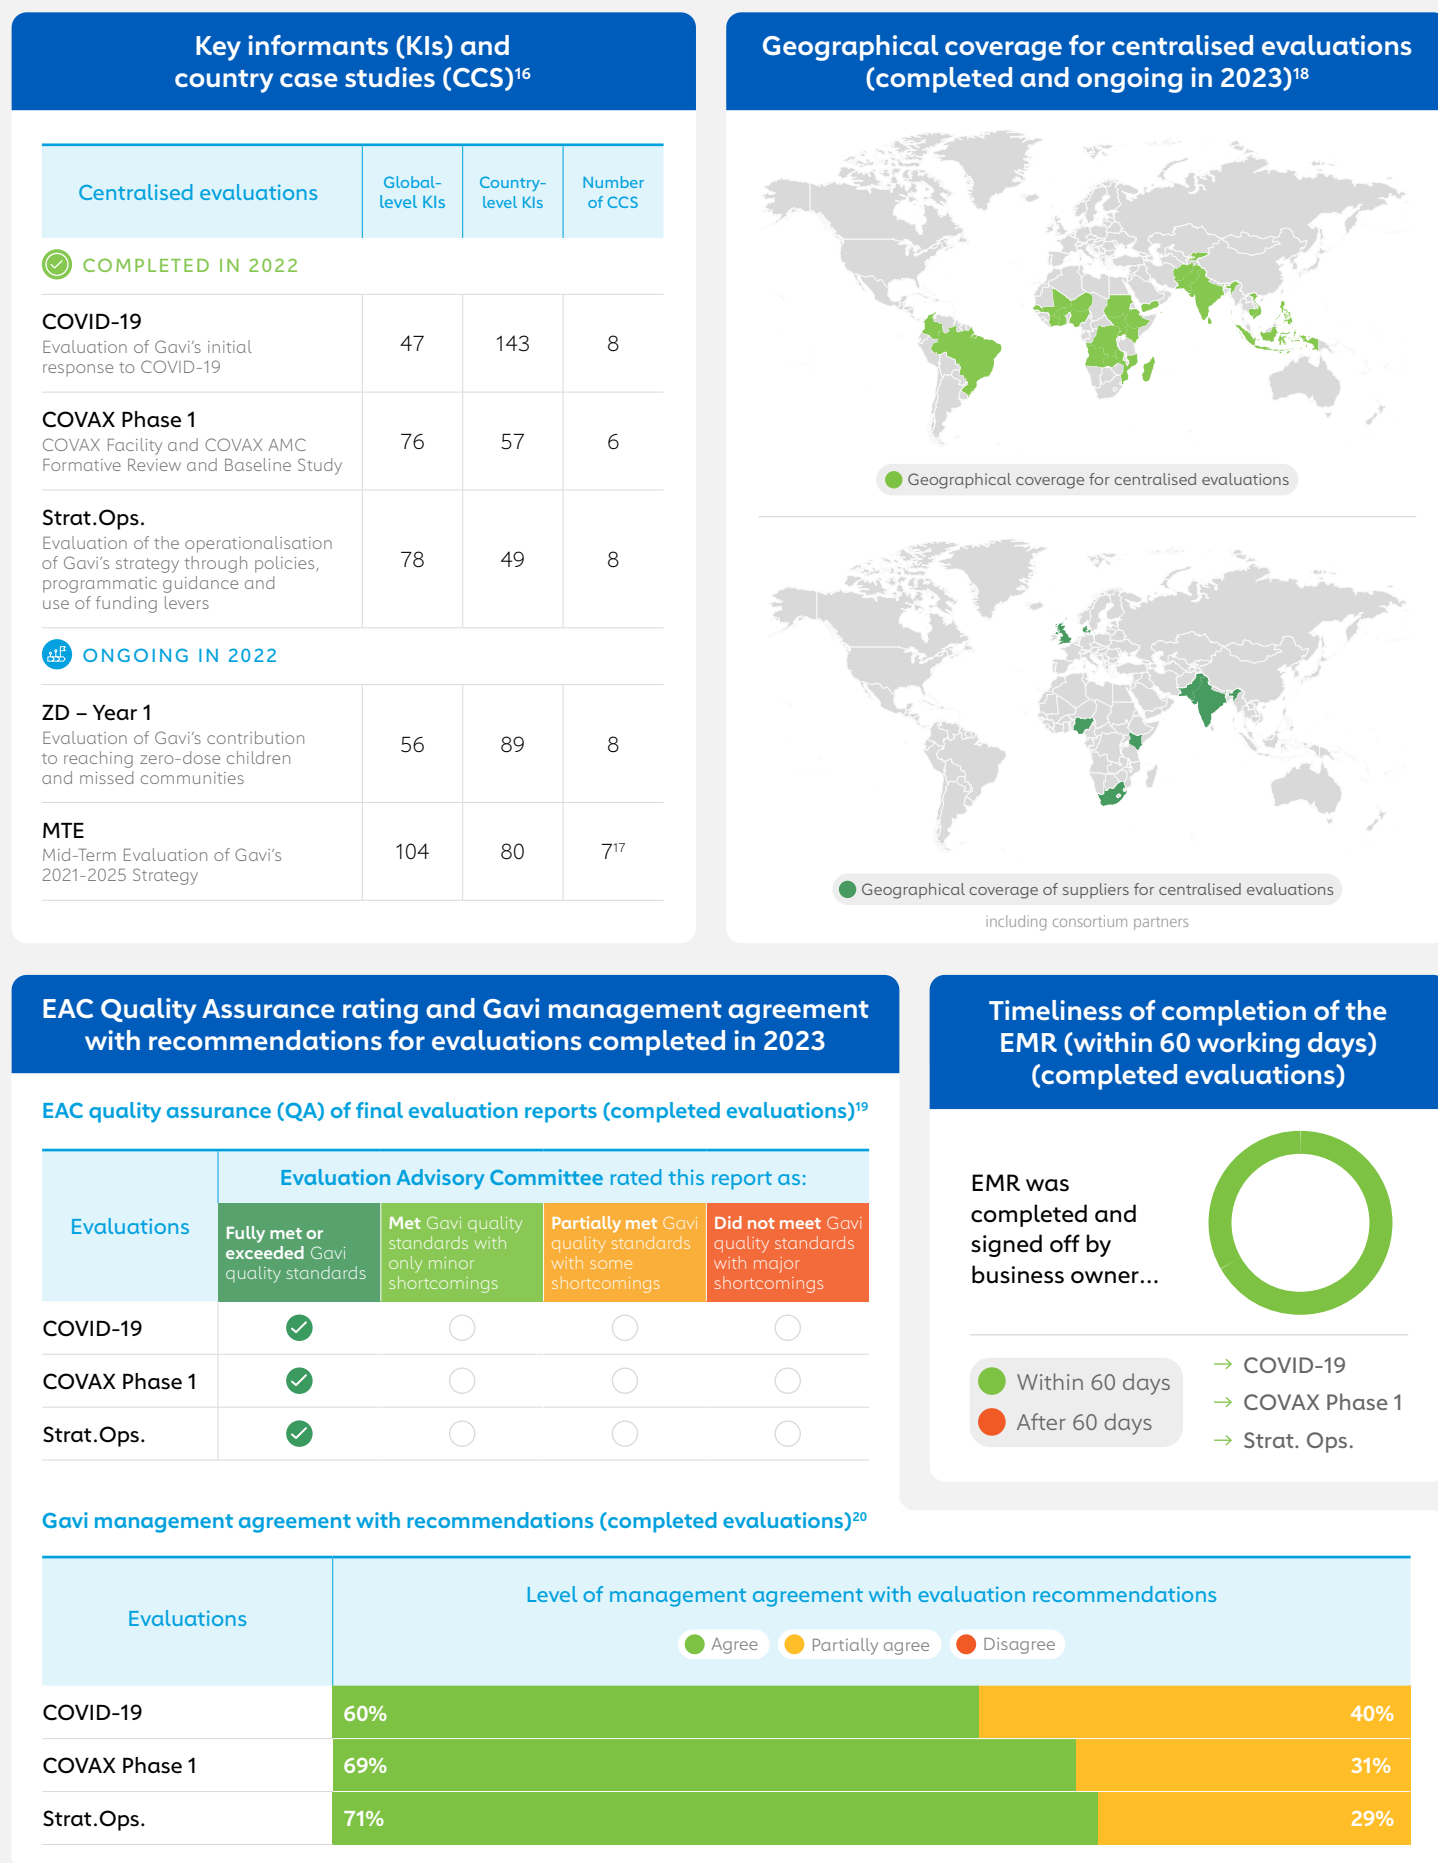 Key informants (KIs) and
country case studies (CCS)16
Centralised evaluations
Global-
level KIs
Country-
level KIs
Number
of CCS
COMPLETED IN 2022
COVID-19
Evaluation of Gavi's initial
response to COVID-19
47
143
8
COVAX Phase 1
COVAX Facility and COVAX AMC
Formative Review and Baseline Study
76
57
6
Strat.Ops.
Evaluation of the operationalisation
of Gavi's strategy through policies,
programmatic guidance and
use of funding levers
78
49
8
ONGOING IN 2022
ZD – Year 1
Evaluation of Gavi's contribution
to reaching zero-dose children
and missed communities
56
89
8
MTE
Mid-Term Evaluation of Gavi's
2021-2025 Strategy
104
80
717
Geographical coverage for centralised evaluations
(completed and ongoing in 2023)18
Geographical coverage for centralised evaluations
Geographical coverage of suppliers for centralised evaluations
including consortium partners
EAC Quality Assurance rating and Gavi management agreement
with recommendations for evaluations completed in 2023
EAC quality assurance (QA) of final evaluation reports (completed evaluations)19
Evaluations
Evaluation Advisory Committee rated this report as:
Fully met or
exceeded Gavi
quality standards
Met Gavi quality
standards with
only minor
shortcomings
Partially met Gavi
quality standards
with some
shortcomings
Did not meet Gavi
quality standards
with major
shortcomings
COVID-19
COVAX Phase 1
Strat.Ops.
Timeliness of completion of the
EMR (within 60 working days)
(completed evaluations)
EMR was
completed and
signed off by
business owner...
Within 60 days
After 60 days
→ COVID-19
→ COVAX Phase 1
→ Strat. Ops.
Gavi management agreement with recommendations (completed evaluations)20
Evaluations
Level of management agreement with evaluation recommendations
Agree
Partially agree
Disagree
COVID-19
60%
40%
COVAX Phase 1
69%
31%
Strat.Ops.
71%
29%